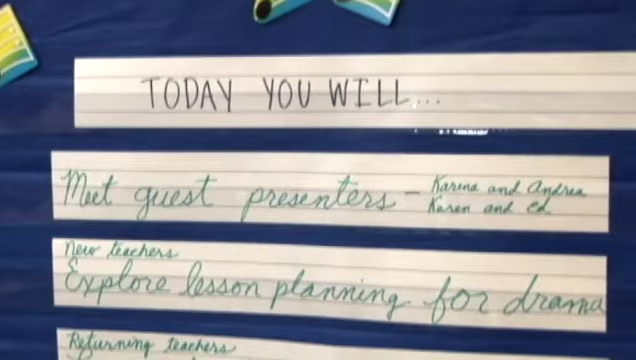 TODAY YOU WILL...
Meet guest presenters – Karina and Andrea
Karen and Ed
New teachers
Explore lesson planning for drama
Returning teachers